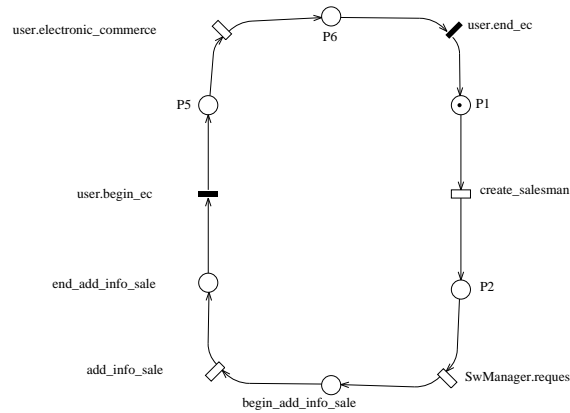 user.electronic_commerce
P6
user.end_ec
P5
P1
user.begin_ec
create_salesman
end_add_info_sale
P2
add_info_sale
SwManager.reques
begin_add_info_sale